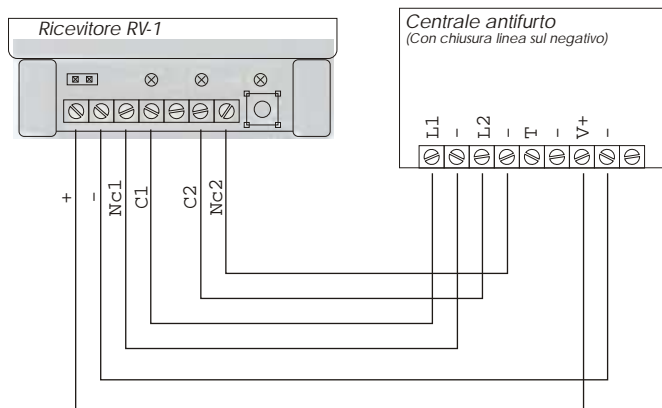 Ricevitore RV-1
+
-
Nc1
C1
C2
Nc2
Centrale antifurto
(Con chiusura linea sul negativo)
L1
-
L2
-
T
-
V+
-